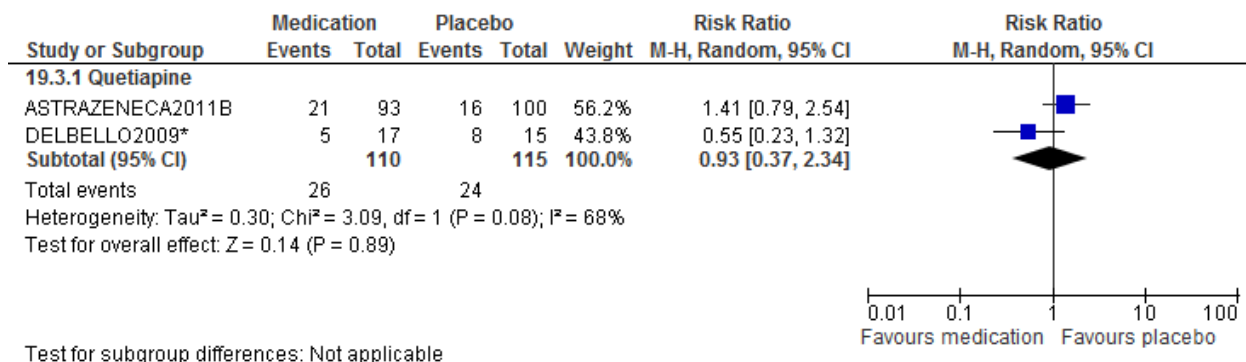 Medication Placebo Risk Ratio Risk Ratio
Study or Subgroup Events Total Events Total Weight M-H, Random, 95% CI M-H, Random, 95% CI
19.3.1 Quetiapine
ASTRAZENECA2011B 21 93 16 100 56.2% 1.41 [0.79, 2.54]
DELBELLO2009* 5 17 8 15 43.8% 0.55 [0.23, 1.32]
Subtotal (95% CI) 110 115 100.0% 0.93 [0.37, 2.34]
Total events 26 24
Heterogeneity: Tau² = 0.30; Chi² = 3.09, df = 1 (P = 0.08); I² = 68%
Test for overall effect: Z = 0.14 (P = 0.89)
0.01 0.1 1 10 100
Favours medication Favours placebo
Test for subgroup differences: Not applicable